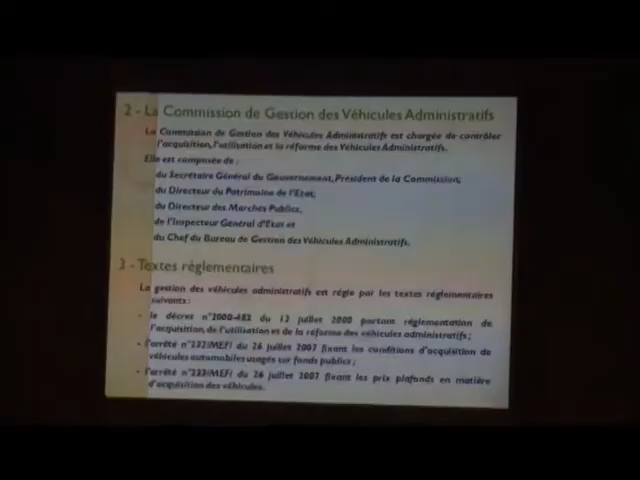 2 - La Commission de Gestion des Véhicules Administratifs
La Commission de Gestion des Véhicules Administratifs est chargée de contrôler
l'acquisition, l'utilisation et la réforme des Véhicules Administratifs.
Elle est composée de :
du Secrétaire Général du Gouvernement, Président de la Commission;
du Directeur du Patrimoine de l'Etat,
du Directeur des Marchés Publics,
de l'Inspecteur Général d'Etat et
du Chef du Bureau de Gestion des Véhicules Administratifs.
3 - Textes réglementaires
La gestion des véhicules administratifs est régie par les textes réglementaires
suivants :
- le décret n°2000-482 du 12 juillet 2000 portant réglementation de
l'acquisition, de l'utilisation et de la réforme des véhicules administratifs ;
- l'arrêté n°232/MEF/ du 26 juillet 2007 fixant les conditions d'acquisition de
véhicules automobiles usagés sur fonds publics ;
- l'arrêté n°233/MEF/ du 26 juillet 2007 fixant les prix plafonds en matière
d'acquisition des véhicules.